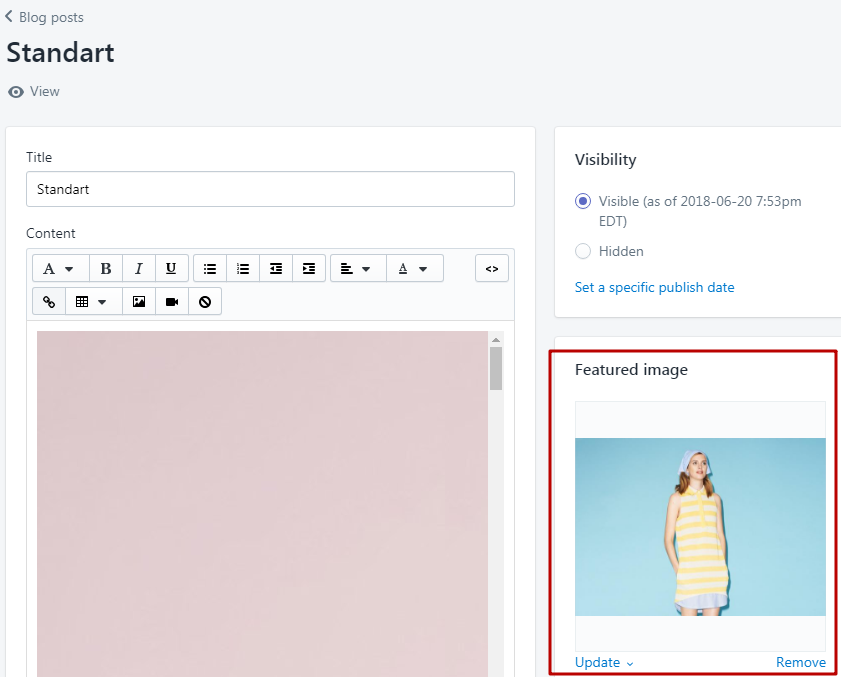 Blog posts
Standart
View
Title
Standart
Content
A B I U A <>
Visibility
Visible (as of 2018-06-20 7:53pm
EDT)
Hidden
Set a specific publish date
Featured image
Update Remove